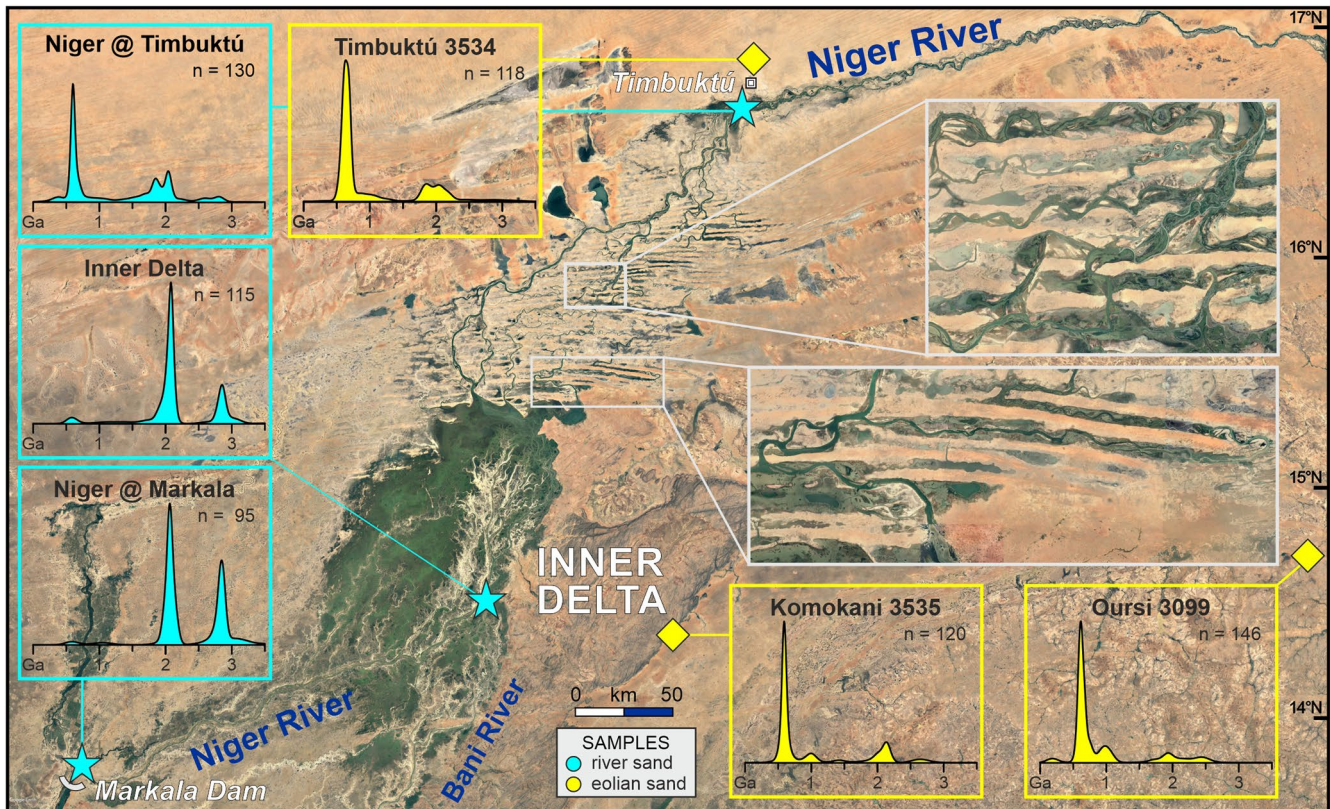 Niger @ Timbuktú
n = 130
Ga 1 2 3
Timbuktú 3534
n = 118
Ga 1 2 3
Timbuktú
Niger River
17°N
16°N
15°N
14°N
Inner Delta
n = 115
Ga 1 2 3
Niger @ Markala
n = 95
Ga 1 2 3
INNER
DELTA
Komokani 3535
n = 120
Ga 1 2 3
Oursi 3099
n = 146
Ga 1 2 3
0 km 50
SAMPLES
river sand
eolian sand
Niger River
Bani River
Markala Dam